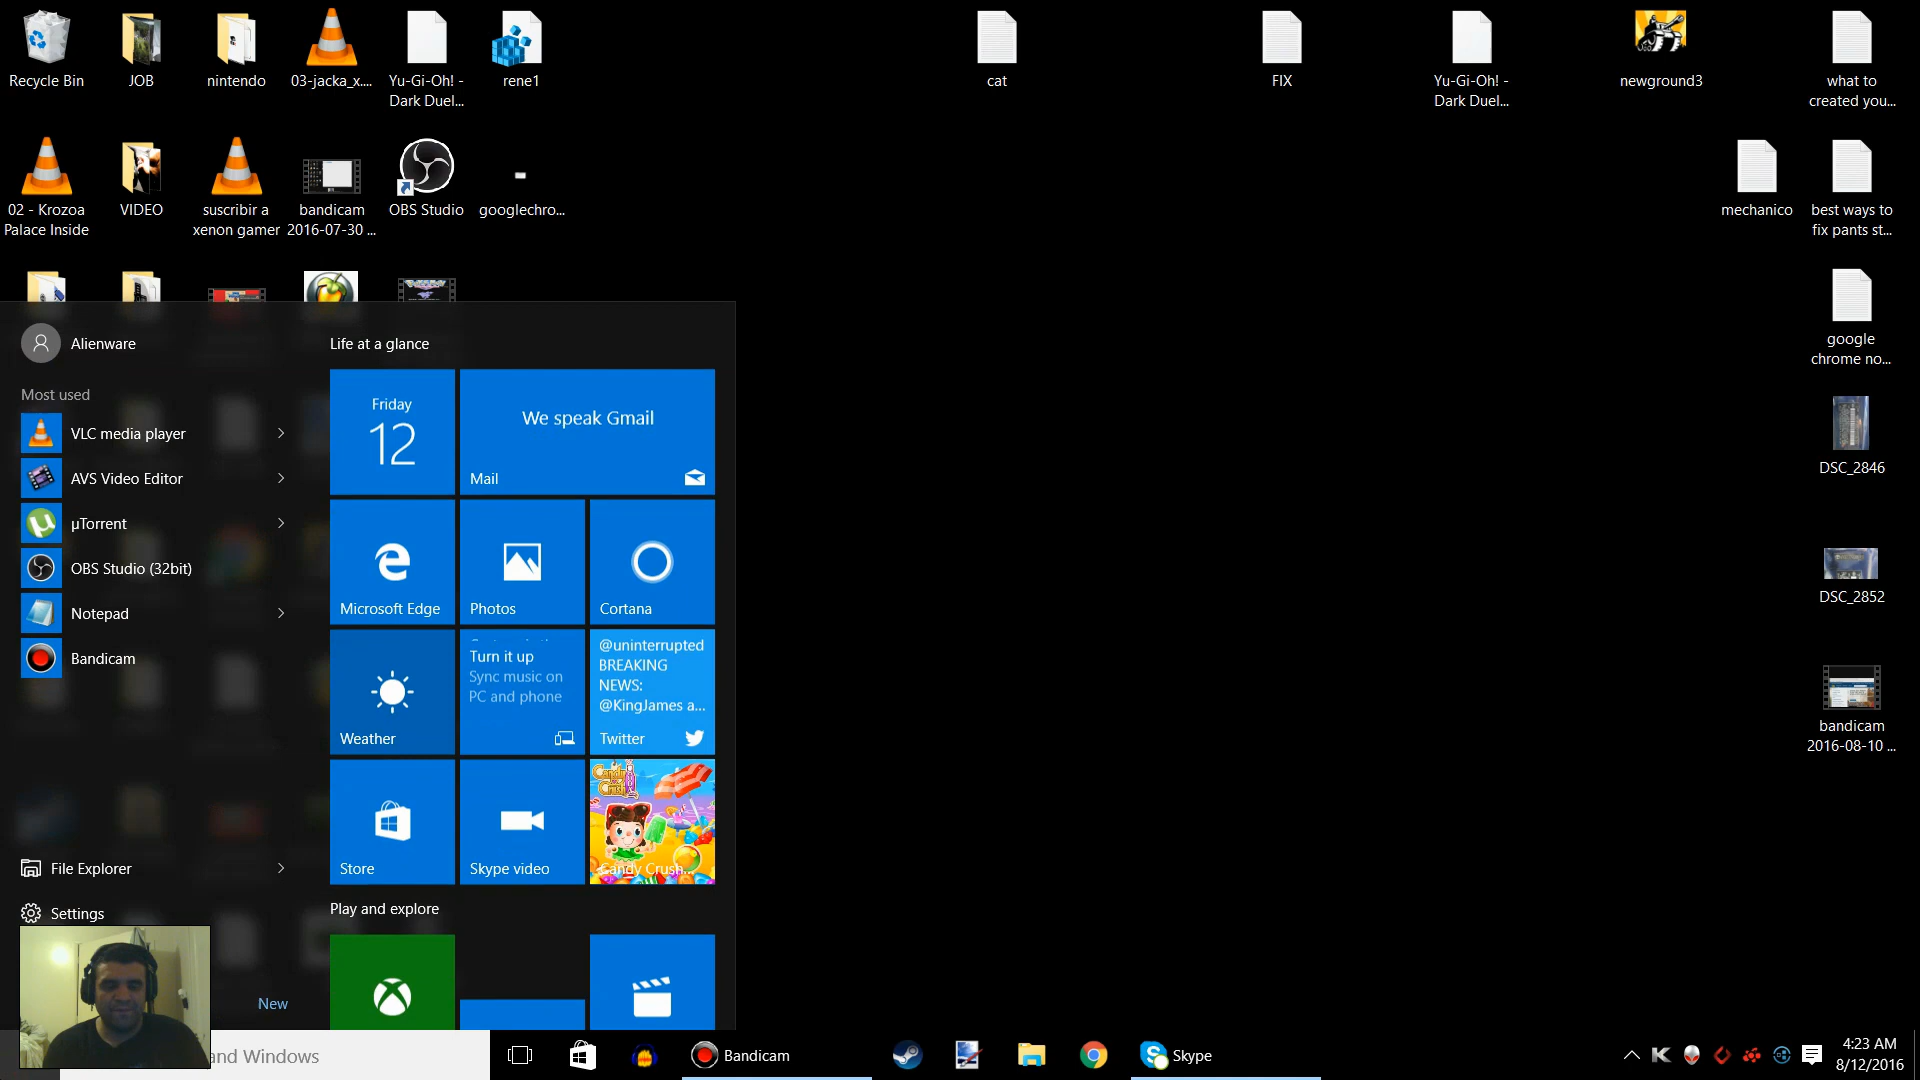 Recycle Bin
JOB
nintendo
03-jacka_x....
Yu-Gi-Oh! -
Dark Duel...
rene1
cat
FIX
Yu-Gi-Oh! -
Dark Duel...
newground3
what to
created you...
02 - Krozoa
Palace Inside
VIDEO
suscribir a
xenon gamer
bandicam
2016-07-30 ...
OBS Studio
googlechro...
mechanico
best ways to
fix pants st...
google
chrome no...
DSC_2846
DSC_2852
bandicam
2016-08-10 ...
Alienware
Most used
VLC media player
AVS Video Editor
µTorrent
OBS Studio (32bit)
Notepad
Bandicam
File Explorer
Settings
New
Life at a glance
Friday
12
We speak Gmail
Mail
Microsoft Edge
Photos
Cortana
Weather
Turn it up
Sync music on
PC and phone
@uninterrupted
BREAKING
NEWS:
@KingJames a...
Twitter
Store
Skype video
Candy Crush...
Play and explore
and Windows
Bandicam
Skype
4:23 AM
8/12/2016